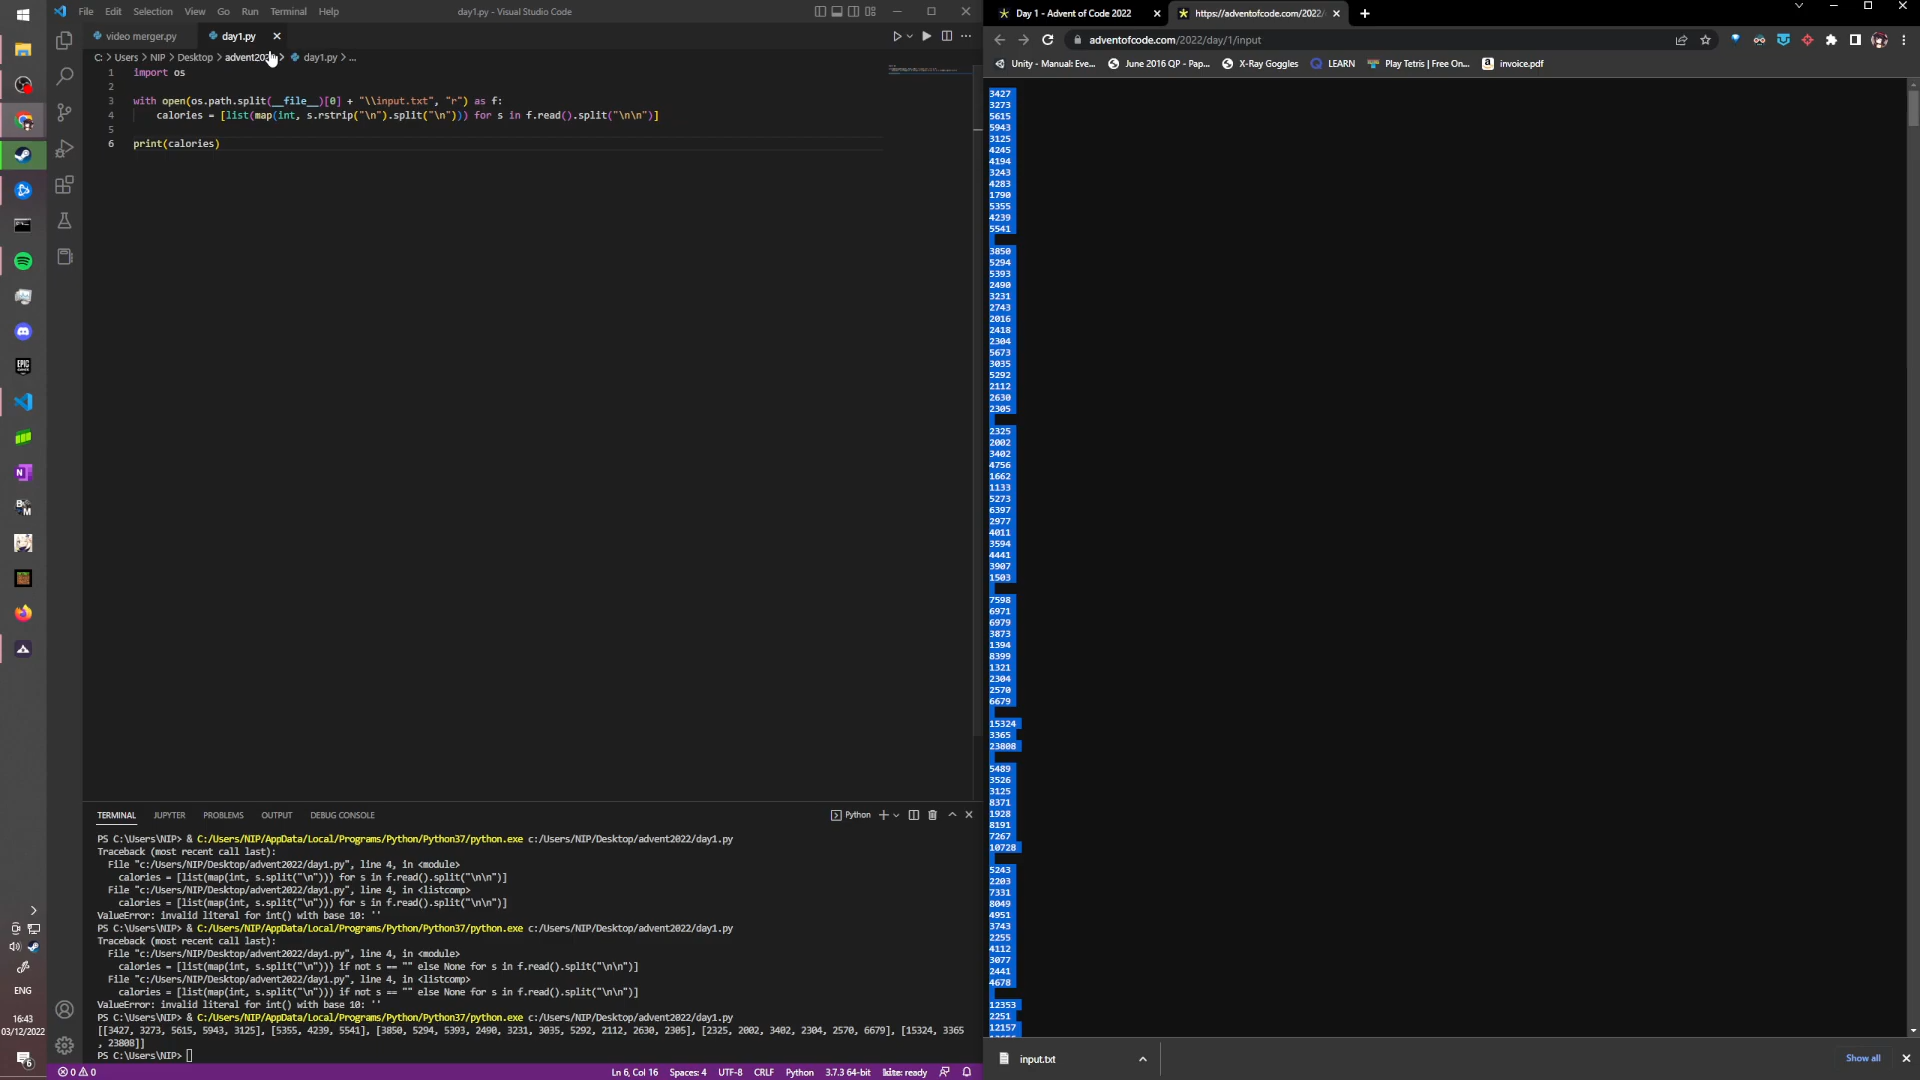 File Edit Selection View Go Run Terminal Help
day1.py - Visual Studio Code
video merger.py
day1.py
C: > Users > NIP > Desktop > advent202 > day1.py > ...
1 import os
2
3 with open(os.path.split(__file__)[0] + "\\input.txt", "r") as f:
4 calories = [list(map(int, s.rstrip("\n").split("\n"))) for s in f.read().split("\n\n")]
5
6 print(calories)
TERMINAL JUPYTER PROBLEMS OUTPUT DEBUG CONSOLE
Python
PS C:\Users\NIP> & C:/Users/NIP/AppData/Local/Programs/Python/Python37/python.exe c:/Users/NIP/Desktop/advent2022/day1.py
Traceback (most recent call last):
File "c:/Users/NIP/Desktop/advent2022/day1.py", line 4, in <module>
calories = [list(map(int, s.split("\n"))) for s in f.read().split("\n\n")]
File "c:/Users/NIP/Desktop/advent2022/day1.py", line 4, in <listcomp>
calories = [list(map(int, s.split("\n"))) for s in f.read().split("\n\n")]
ValueError: invalid literal for int() with base 10: ''
PS C:\Users\NIP> & C:/Users/NIP/AppData/Local/Programs/Python/Python37/python.exe c:/Users/NIP/Desktop/advent2022/day1.py
Traceback (most recent call last):
File "c:/Users/NIP/Desktop/advent2022/day1.py", line 4, in <module>
calories = [list(map(int, s.split("\n"))) if not s == "" else None for s in f.read().split("\n\n")]
File "c:/Users/NIP/Desktop/advent2022/day1.py", line 4, in <listcomp>
calories = [list(map(int, s.split("\n"))) if not s == "" else None for s in f.read().split("\n\n")]
ValueError: invalid literal for int() with base 10: ''
PS C:\Users\NIP> & C:/Users/NIP/AppData/Local/Programs/Python/Python37/python.exe c:/Users/NIP/Desktop/advent2022/day1.py
[[3427, 3273, 5615, 5943, 3125], [5355, 4239, 5541], [3850, 5294, 5393, 2490, 3231, 3035, 5292, 2112, 2630, 2305], [2325, 2002, 3402, 2304, 2570, 6679], [15324, 3365
, 23808]]
PS C:\Users\NIP>
0 0
Ln 6, Col 16 Spaces: 4 UTF-8 CRLF Python 3.7.3 64-bit
ENG
16:43
03/12/2022
6
EPIC
Day 1 - Advent of Code 2022
https://adventofcode.com/2022/
adventofcode.com/2022/day/1/input
Unity - Manual: Eve... June 2016 QP - Pap... X-Ray Goggles LEARN Play Tetris | Free On... invoice.pdf
3427
3273
5615
5943
3125
4245
4194
3243
4283
1790
5355
4239
5541
3850
5294
5393
2490
3231
2743
2016
2418
2304
5673
3035
5292
2112
2630
2305
2325
2002
3402
4756
1662
1133
5273
6397
2977
4011
3594
4441
3907
1503
7598
6971
6979
3873
1394
8399
1321
2304
2570
6679
15324
3365
23808
5489
3526
3125
8371
1928
8191
7267
10728
5243
2203
7331
8049
4951
3743
2255
4112
3077
2441
4678
12353
2251
12157
input.txt
Show all